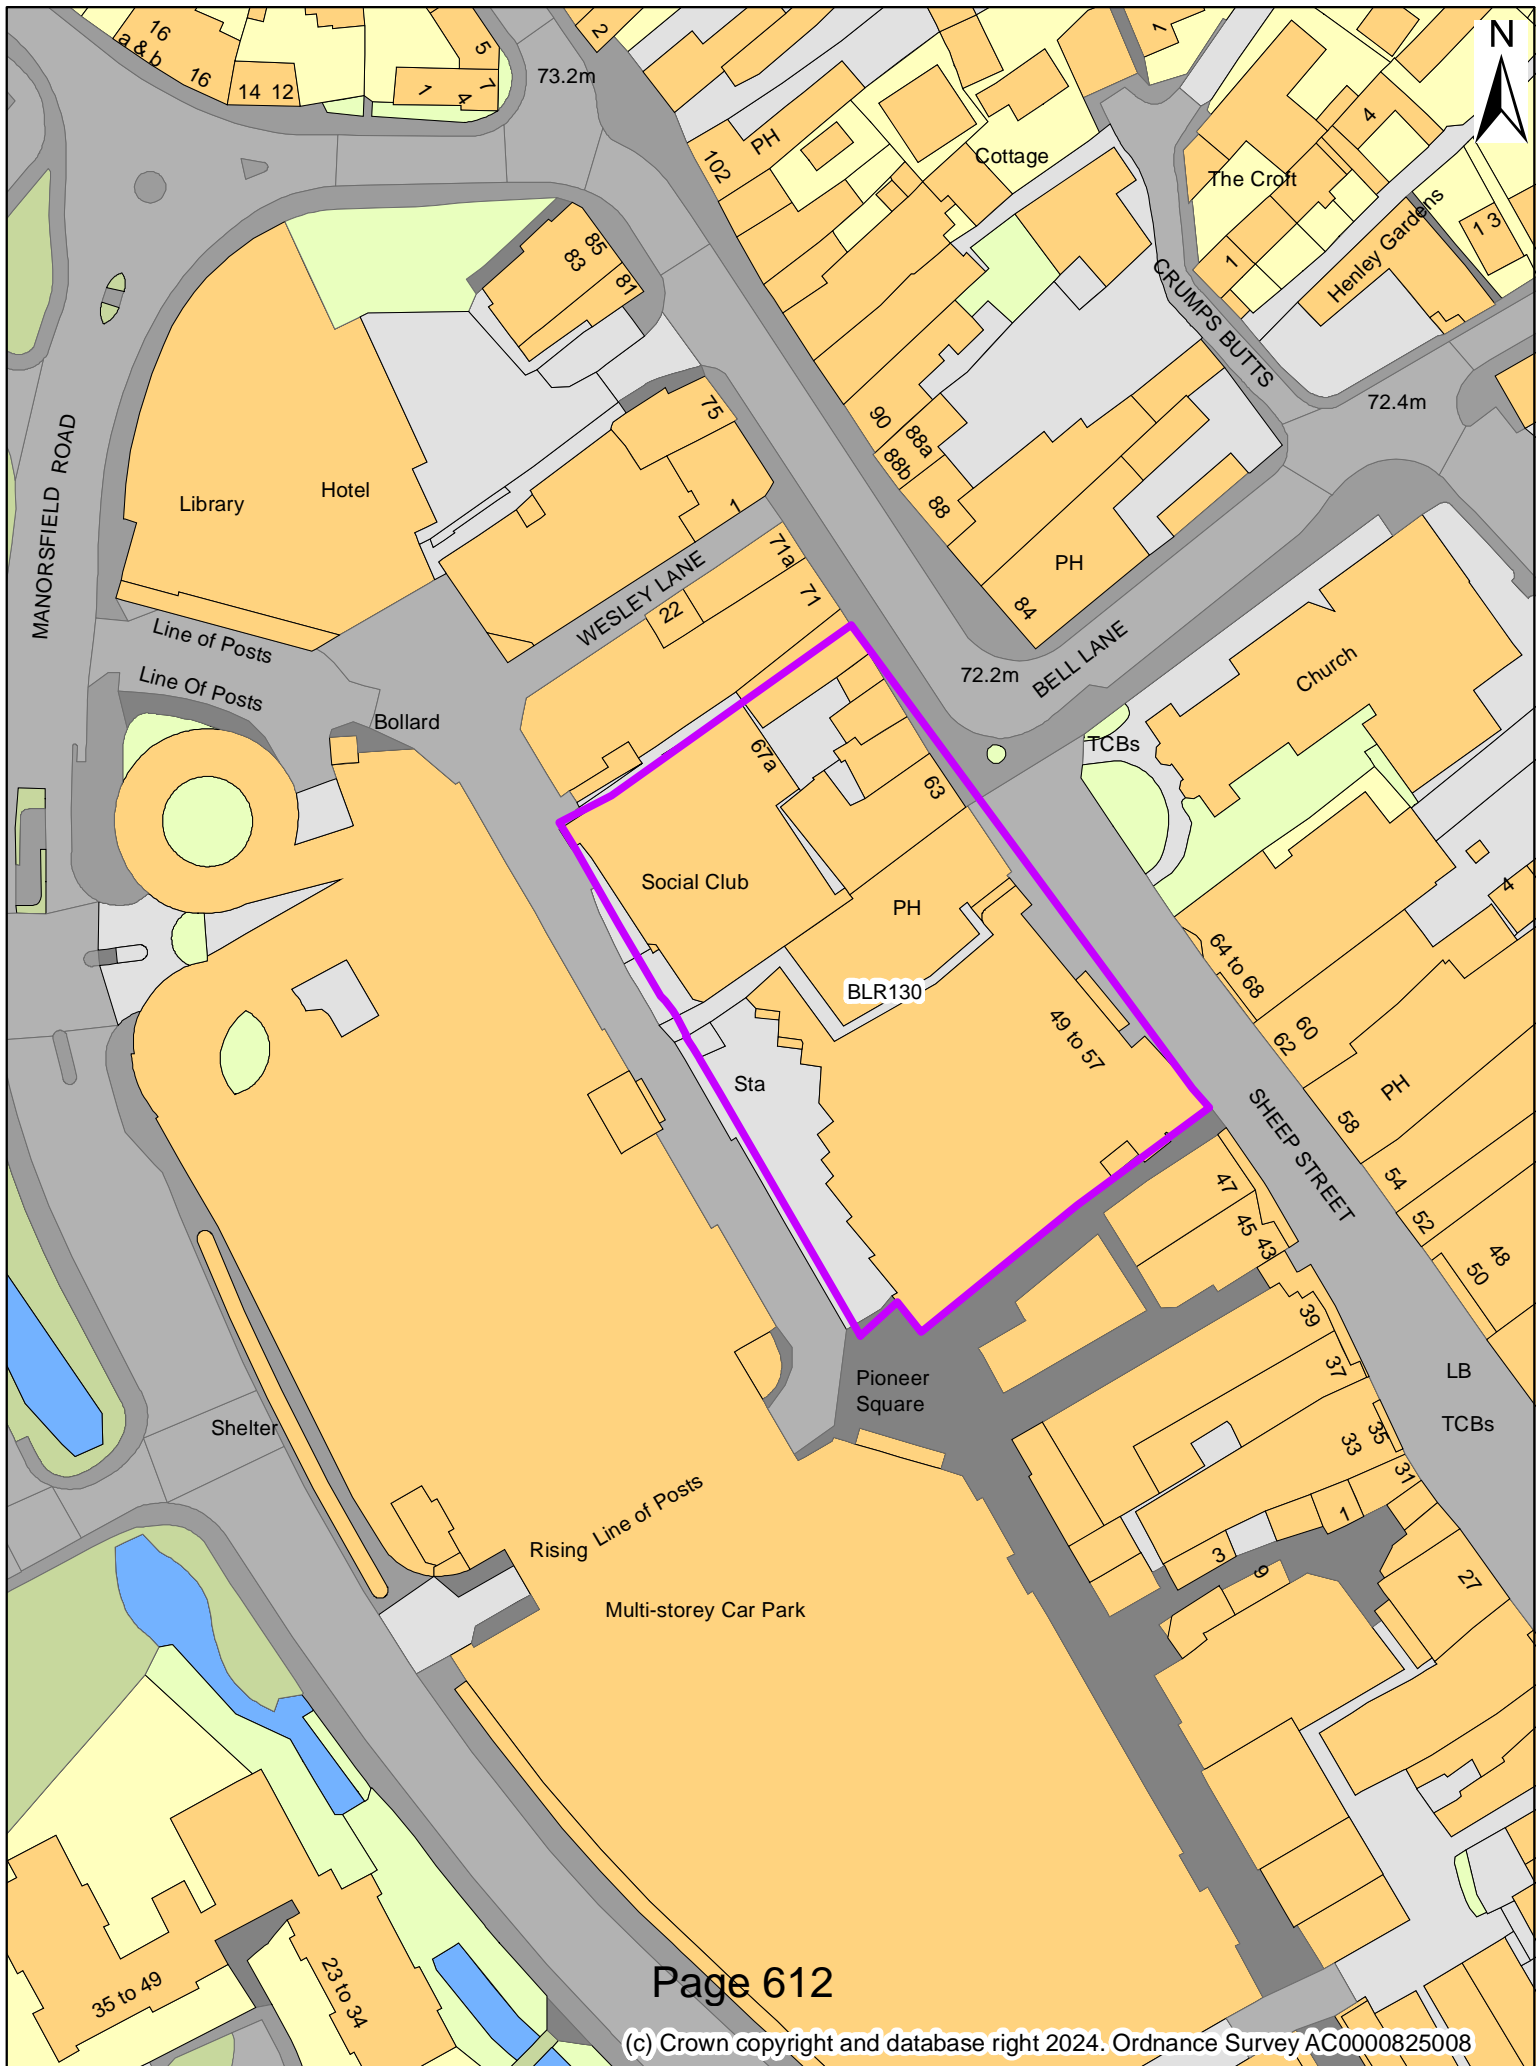 16
a & b
16
14 12
1
4
7
5
2
73.2m
1
N
PH
102
Cottage
4
The Croft
1 3
Henley Gardens
1
85
83
81
CRUMPS BUTTS
72.4m
MANORSFIELD ROAD
75
90
88a
88b
88
Library
Hotel
1
71a
71
22
WESLEY LANE
PH
84
Line of Posts
Line Of Posts
Bollard
72.2m
BELL LANE
Church
TCBs
67a
63
Social Club
PH
4
BLR130
64 to 68
60
62
49 to 57
Sta
PH
58
SHEEP STREET
54
52
47
45
43
48
50
39
37
Pioneer
Square
LB
TCBs
35
33
31
Shelter
Rising
Line of Posts
1
3
9
27
Multi-storey Car Park
35 to 49
23 to 34
Page 612
(c) Crown copyright and database right 2024. Ordnance Survey AC0000825008